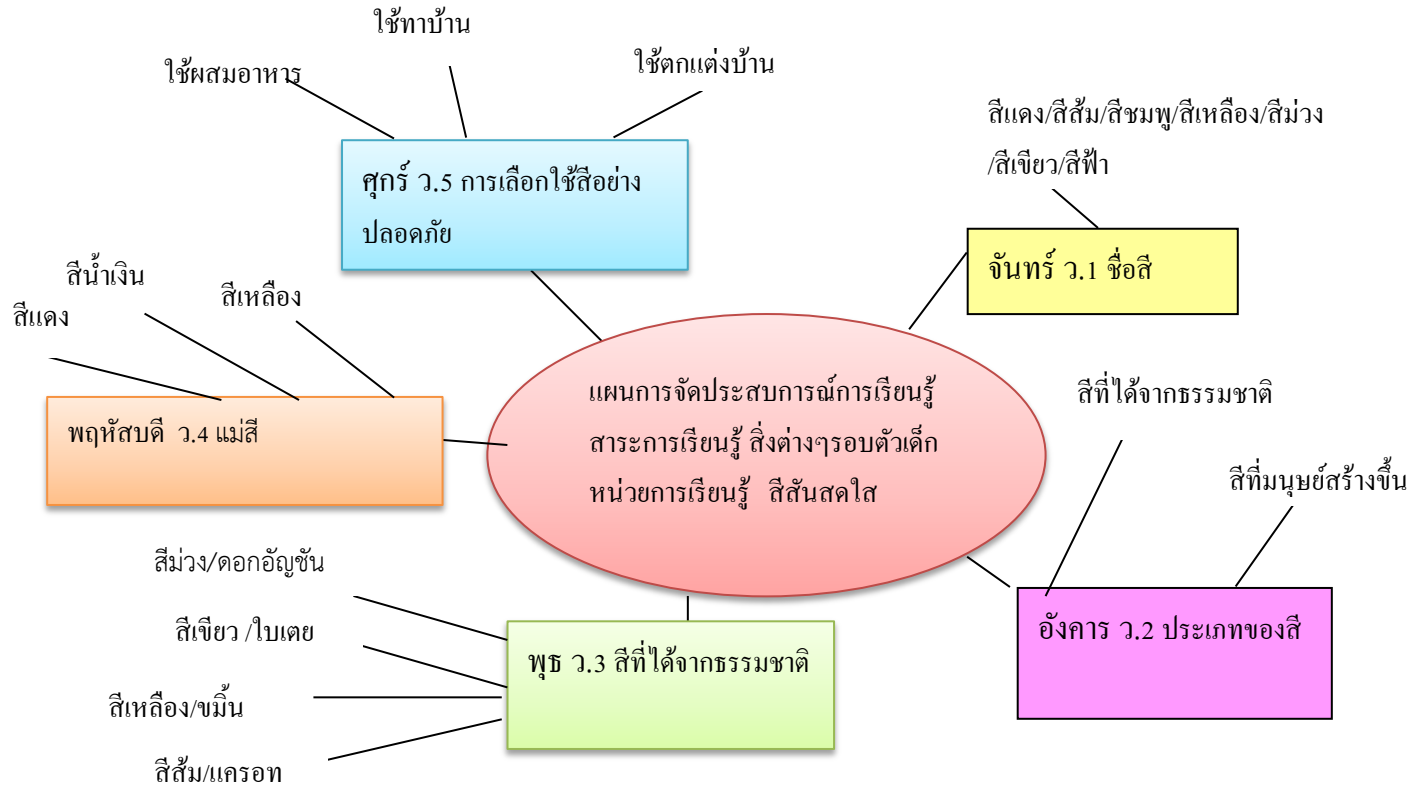 ใช้ทาบ้าน
ใช้ผสมอาหาร
ใช้ตกแต่งบ้าน
ศุกร์ ว.5 การเลือกใช้สีอย่าง
ปลอดภัย
สีแดง/สีส้ม/สีชมพู/สีเหลือง/สีม่วง
/สีเขียว/สีฟ้า
จันทร์ ว.1 ชื่อสี
สีน้ำเงิน
สีแดง
สีเหลือง
พฤหัสบดี ว.4 แม่สี
แผนการจัดประสบการณ์การเรียนรู้
สาระการเรียนรู้ สิ่งต่างๆรอบตัวเด็ก
หน่วยการเรียนรู้ สีสันสดใส
สีที่ได้จากธรรมชาติ
สีที่มนุษย์สร้างขึ้น
อังคาร ว.2 ประเภทของสี
สีม่วง/ดอกอัญชัน
สีเขียว /ใบเตย
สีเหลือง/ขมิ้น
สีส้ม/แครอท
พุธ ว.3 สีที่ได้จากธรรมชาติ